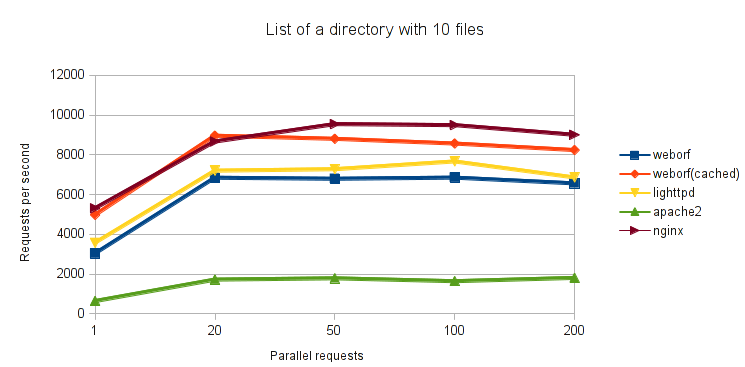 List of a directory with 10 files
12000
10000
8000
6000
4000
2000
0
Requests per second
1 20 50 100 200
Parallel requests
weborf
weborf(cached)
lighttpd
apache2
nginx